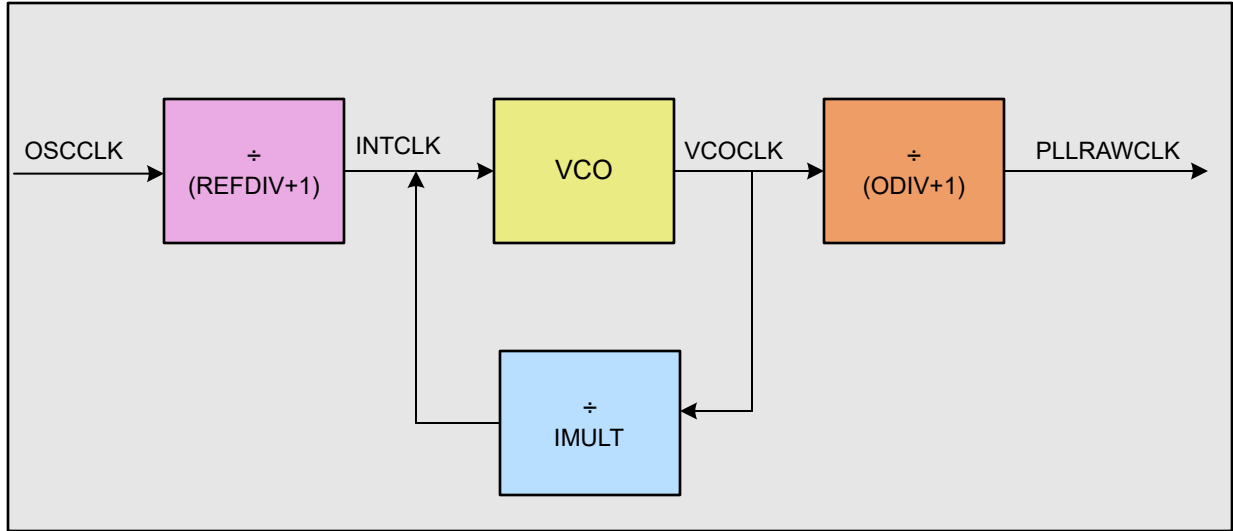 OSCCLK
÷
(REFDIV+1)
INTCLK
VCO
VCOCLK
÷
(ODIV+1)
PLLRAWCLK
÷
IMULT